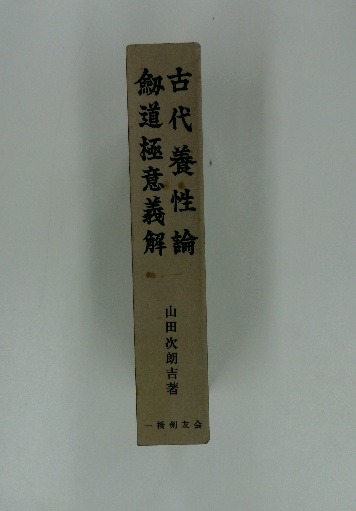 古代養性論
劔道極意義解
山田次朗吉著
一橋剣友会